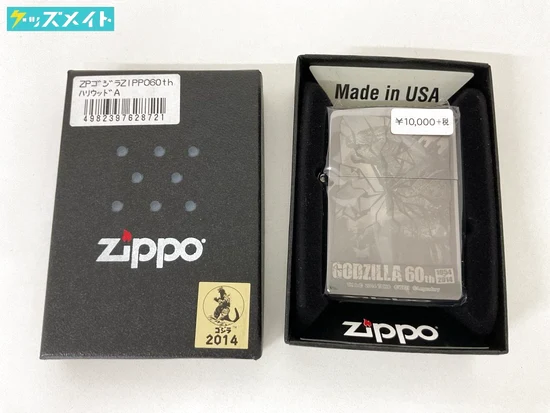 グッズメイト
ZPゴジラZIPPO60th
ハリウッドA
4982397628721
zippo
ゴジラ
2014
Made in USA
¥10,000+税
GODZILLA 60th
zippo